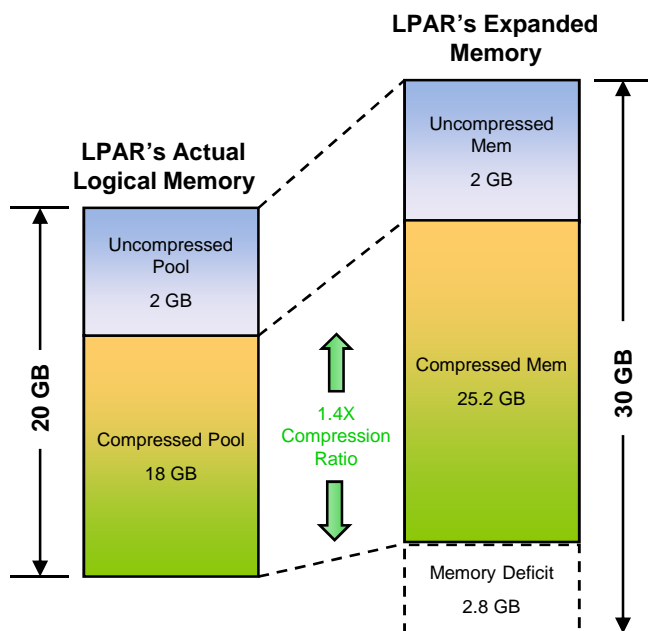 LPAR's Expanded
Memory
LPAR's Actual
Logical Memory
Uncompressed
Mem
2 GB
Uncompressed
Pool
2 GB
20 GB
30 GB
Compressed Mem
25.2 GB
1.4X
Compression
Ratio
Compressed Pool
18 GB
Memory Deficit
2.8 GB